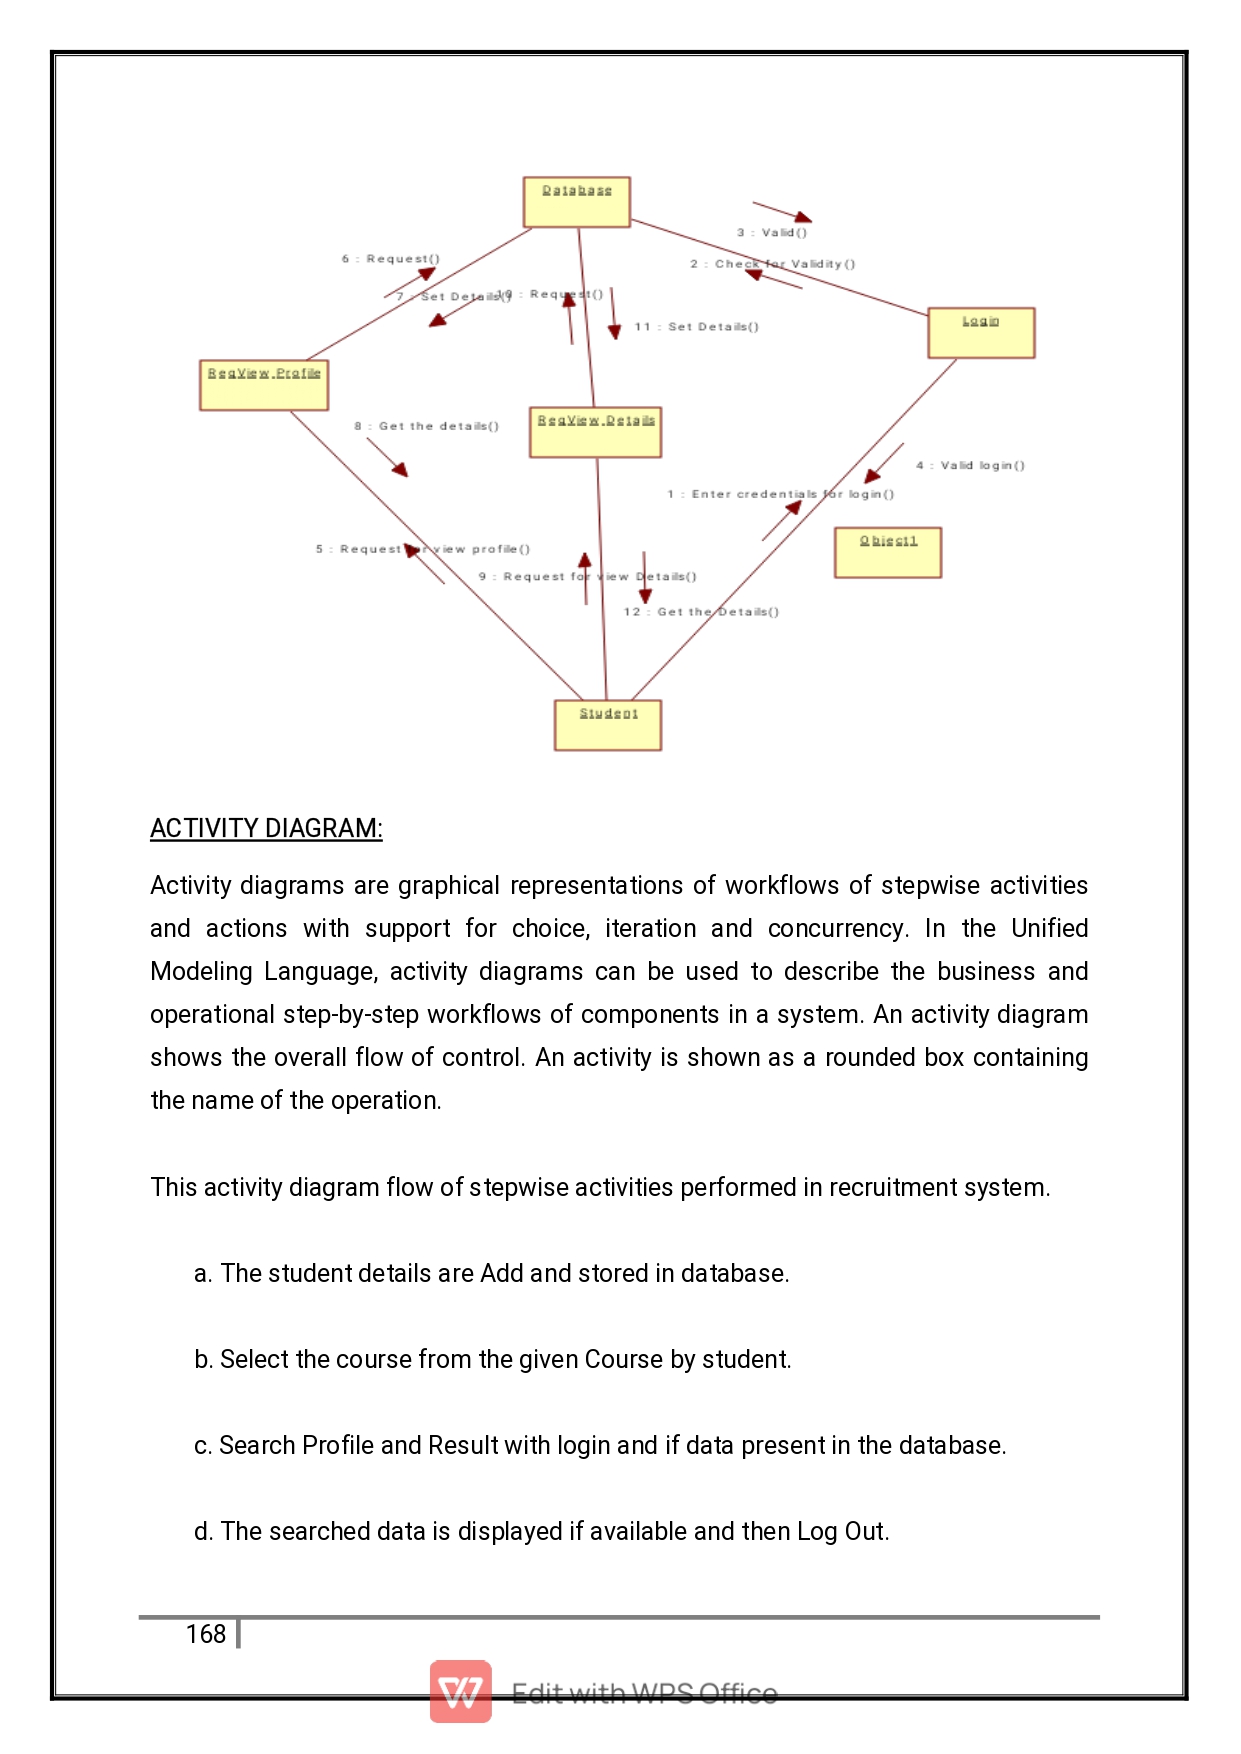 Database
3 : Valid()
6 : Request()
2 : Check for Validity()
7 : Set Details()
10 : Request()
11 : Set Details()
Login
ReqView.Profile
ReqView.Details
8 : Get the details()
4 : Valid login()
1 : Enter credentials for login()
Object1
5 : Request for view profile()
9 : Request for view Details()
12 : Get the Details()
Student
ACTIVITY DIAGRAM:
Activity diagrams are graphical representations of workflows of stepwise activities
and actions with support for choice, iteration and concurrency. In the Unified
Modeling Language, activity diagrams can be used to describe the business and
operational step-by-step workflows of components in a system. An activity diagram
shows the overall flow of control. An activity is shown as a rounded box containing
the name of the operation.
This activity diagram flow of stepwise activities performed in recruitment system.
a. The student details are Add and stored in database.
b. Select the course from the given Course by student.
c. Search Profile and Result with login and if data present in the database.
d. The searched data is displayed if available and then Log Out.
168
Edit with WPS Office